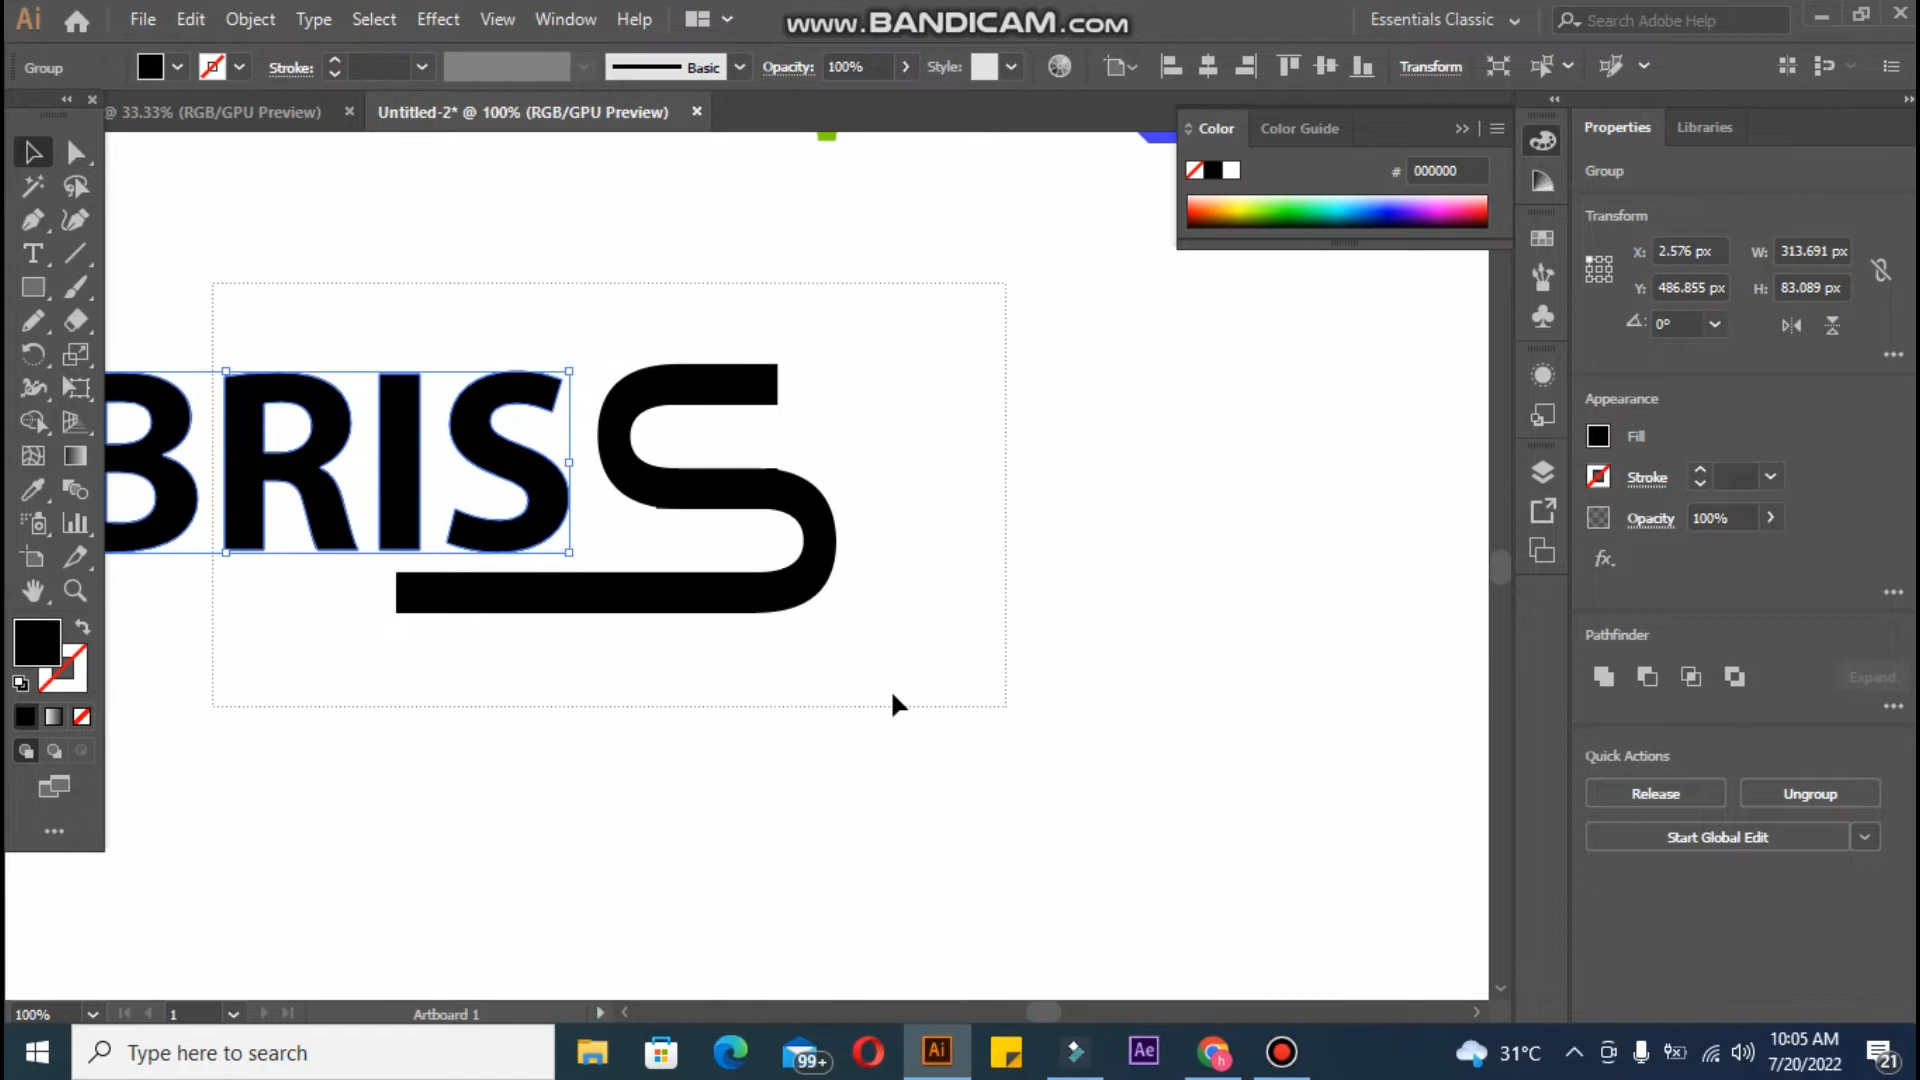 Ai File Edit Object Type Select Effect View Window Help www.BANDICAM.com Essentials Classic Search Adobe Help
Group Stroke: Basic Opacity: 100% Style: Transform
@ 33.33% (RGB/GPU Preview) Untitled-2* @ 100% (RGB/GPU Preview)
Color Color Guide
# 000000
Properties Libraries
Group
Transform
X: 2.576 px W: 313.691 px
Y: 486.855 px H: 83.089 px
0°
Appearance
Fill
Stroke
Opacity 100%
fx.
Pathfinder
Expand
Quick Actions
Release Ungroup
Start Global Edit
BRIS
S
100% 1 Artboard 1
Type here to search 99+ Ai Ae h 31°C 10:05 AM
7/20/2022
21